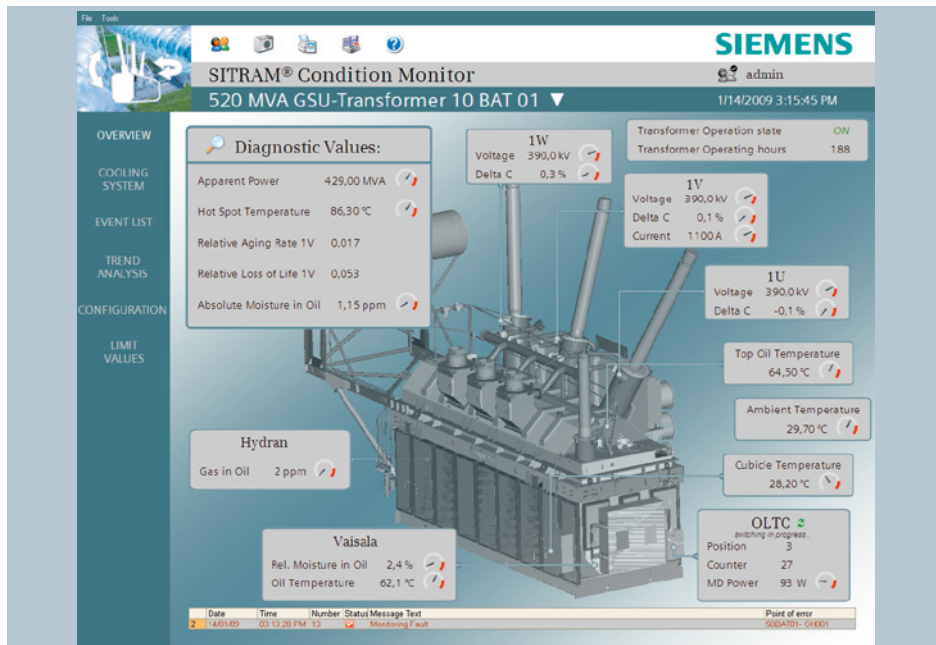 File Tools
SIEMENS
SITRAM® Condition Monitor
admin
520 MVA GSU-Transformer 10 BAT 01 ▼
1/14/2009 3:15:45 PM
OVERVIEW
COOLING
SYSTEM
EVENT LIST
TREND
ANALYSIS
CONFIGURATION
LIMIT
VALUES
Diagnostic Values:
Apparent Power 429,00 MVA
Hot Spot Temperature 86,30 °C
Relative Aging Rate 1V 0,017
Relative Loss of Life 1V 0,053
Absolute Moisture in Oil 1,15 ppm
1W
Voltage 390,0 kV
Delta C 0,3 %
Transformer Operation state ON
Transformer Operating hours 188
1V
Voltage 390,0 kV
Delta C 0,1 %
Current 1100 A
1U
Voltage 390,0 kV
Delta C -0,1 %
Top Oil Temperature
64,50 °C
Ambient Temperature
29,70 °C
Cubicle Temperature
28,20 °C
Hydran
Gas in Oil 2 ppm
Vaisala
Rel. Moisture in Oil 2,4 %
Oil Temperature 62,1 °C
OLTC
switching in progress..
Position 3
Counter 27
MD Power 93 W
Date Time Number Status Message Text Point of error
2 14/01/09 03:13:20 PM 13 Monitoring Fault